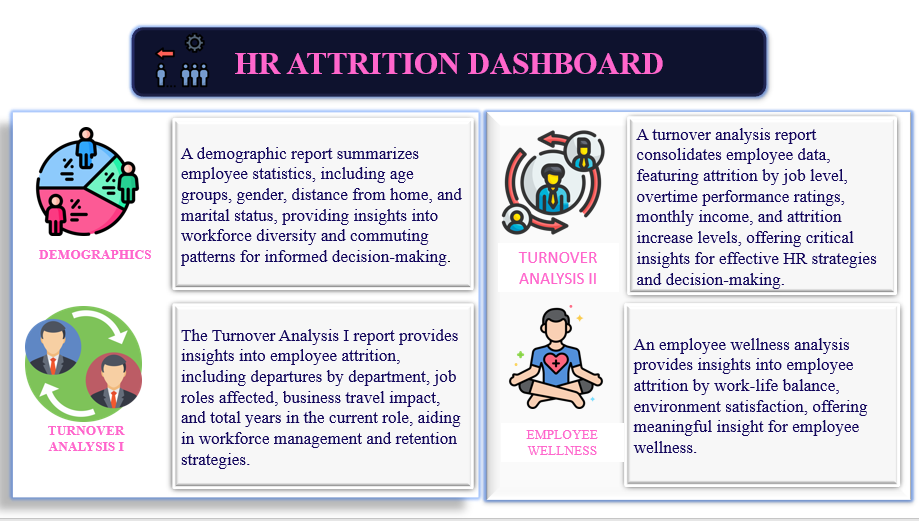 HR ATTRITION DASHBOARD
A demographic report summarizes
employee statistics, including age
groups, gender, distance from home, and
marital status, providing insights into
workforce diversity and commuting
patterns for informed decision-making.
DEMOGRAPHICS
The Turnover Analysis I report provides
insights into employee attrition,
including departures by department, job
roles affected, business travel impact,
and total years in the current role, aiding
in workforce management and retention
strategies.
TURNOVER
ANALYSIS I
A turnover analysis report
consolidates employee data,
featuring attrition by job level,
overtime performance ratings,
monthly income, and attrition
increase levels, offering critical
insights for effective HR strategies
and decision-making.
TURNOVER
ANALYSIS II
An employee wellness analysis
provides insights into employee
attrition by work-life balance,
environment satisfaction, offering
meaningful insight for employee
wellness.
EMPLOYEE
WELLNESS